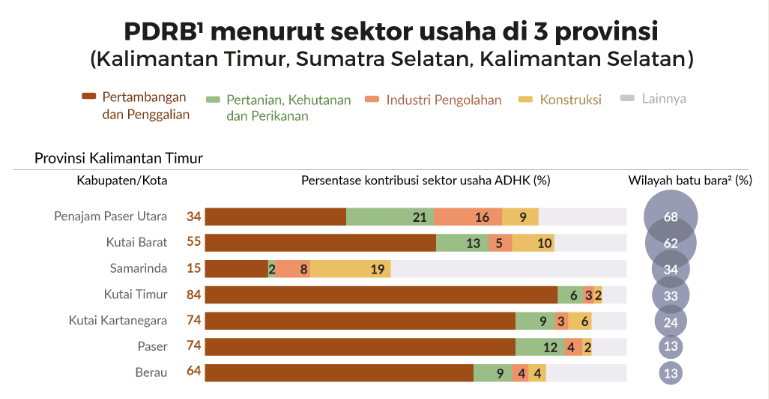 PDRB¹ menurut sektor usaha di 3 provinsi
(Kalimantan Timur, Sumatra Selatan, Kalimantan Selatan)
Pertambangan dan Penggalian
Pertanian, Kehutanan dan Perikanan
Industri Pengolahan
Konstruksi
Lainnya
Provinsi Kalimantan Timur
Kabupaten/Kota Persentase kontribusi sektor usaha ADHK (%) Wilayah batu bara² (%)
Penajam Paser Utara 34 21 16 9 68
Kutai Barat 55 13 5 10 62
Samarinda 15 2 8 19 34
Kutai Timur 84 6 3 2 33
Kutai Kartanegara 74 9 3 6 24
Paser 74 12 4 2 13
Berau 64 9 4 4 13